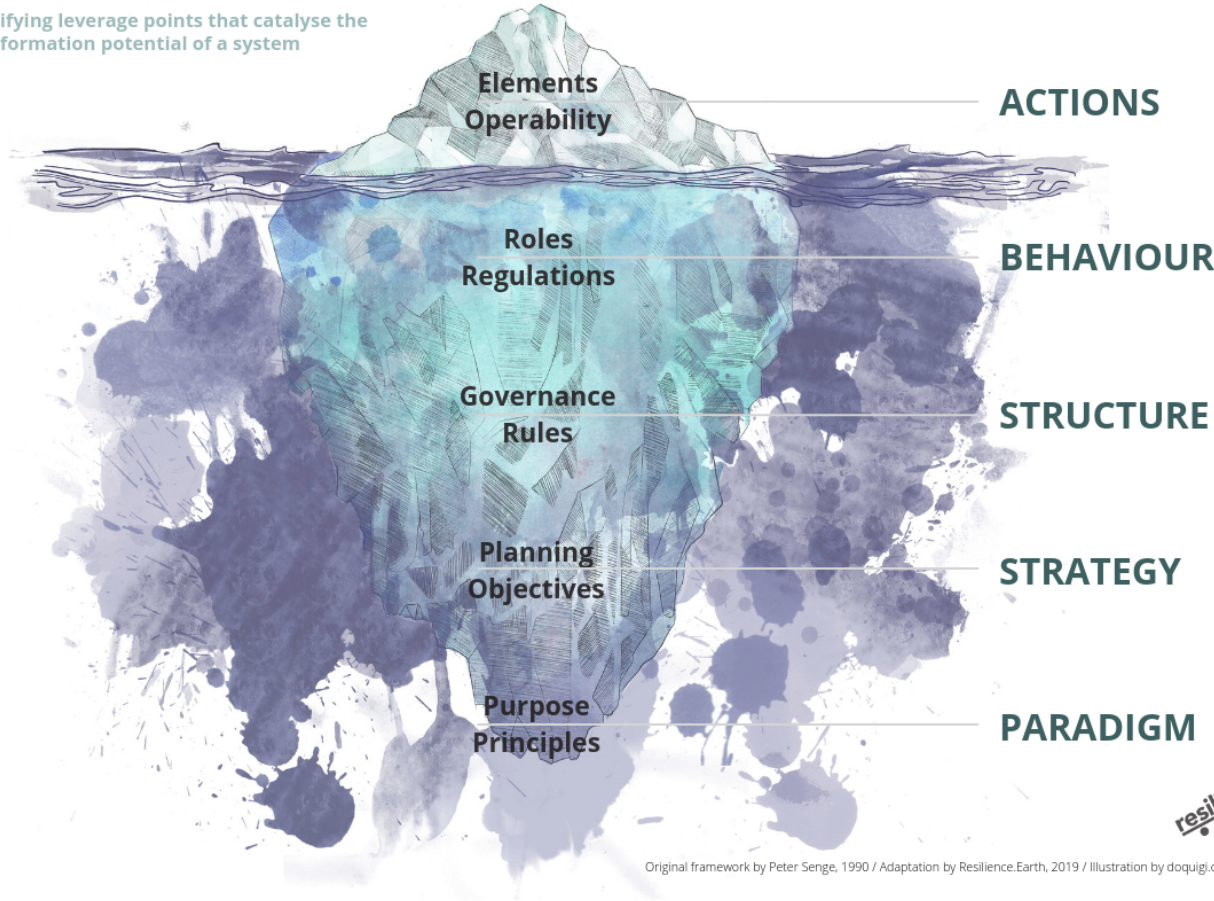 ifying leverage points that catalyse the
formation potential of a system
Elements
Operability
ACTIONS
Roles
Regulations
BEHAVIOUR
Governance
Rules
STRUCTURE
Planning
Objectives
STRATEGY
Purpose
Principles
PARADIGM
resil
Original framework by Peter Senge, 1990 / Adaptation by Resilience.Earth, 2019 / Illustration by doquigi.c